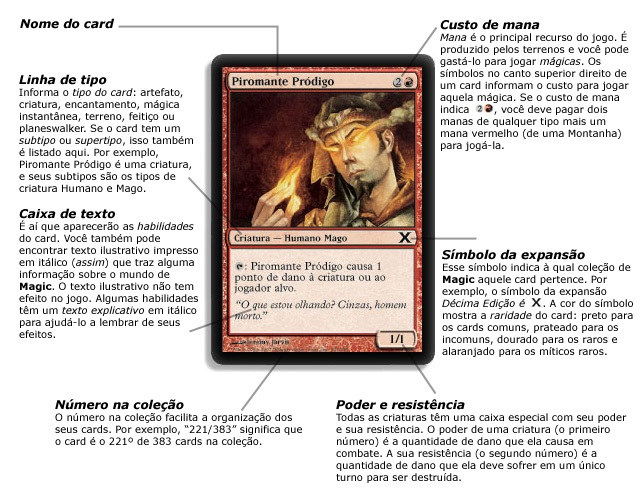 Nome do card
Linha de tipo
Informa o tipo do card: artefato,
criatura, encantamento, mágica
instantânea, terreno, feitiço ou
planeswalker. Se o card tem um
subtipo ou supertipo, isso também
é listado aqui. Por exemplo,
Piromante Pródigo é uma criatura,
e seus subtipos são os tipos de
criatura Humano e Mago.
Caixa de texto
É aí que aparecerão as habilidades
do card. Você também pode
encontrar texto ilustrativo impresso
em itálico (assim) que traz alguma
informação sobre o mundo de
Magic. O texto ilustrativo não tem
efeito no jogo. Algumas habilidades
têm um texto explicativo em itálico
para ajudá-lo a lembrar de seus
efeitos.
Piromante Pródigo 2
Criatura — Humano Mago
: Piromante Pródigo causa 1
ponto de dano à criatura ou ao
jogador alvo.
“O que estou olhando? Cinzas, homem
morto.”
Jeremy Jarvis
1/1
Custo de mana
Mana é o principal recurso do jogo. É
produzido pelos terrenos e você pode
gastá-lo para jogar mágicas. Os
símbolos no canto superior direito de
um card informam o custo para jogar
aquela mágica. Se o custo de mana
indica 2, você deve pagar dois
manas de qualquer tipo mais um
mana vermelho (de uma Montanha)
para jogá-la.
Símbolo da expansão
Esse símbolo indica à qual coleção de
Magic aquele card pertence. Por
exemplo, o símbolo da expansão
Décima Edição é X. A cor do símbolo
mostra a raridade do card: preto para
os cards comuns, prateado para os
incomuns, dourado para os raros e
alaranjado para os míticos raros.
Número na coleção
O número na coleção facilita a organização dos
seus cards. Por exemplo, “221/383” significa que
o card é o 221º de 383 cards na coleção.
Poder e resistência
Todas as criaturas têm uma caixa especial com seu poder
e sua resistência. O poder de uma criatura (o primeiro
número) é a quantidade de dano que ela causa em
combate. A sua resistência (o segundo número) é a
quantidade de dano que ela deve sofrer em um único
turno para ser destruída.